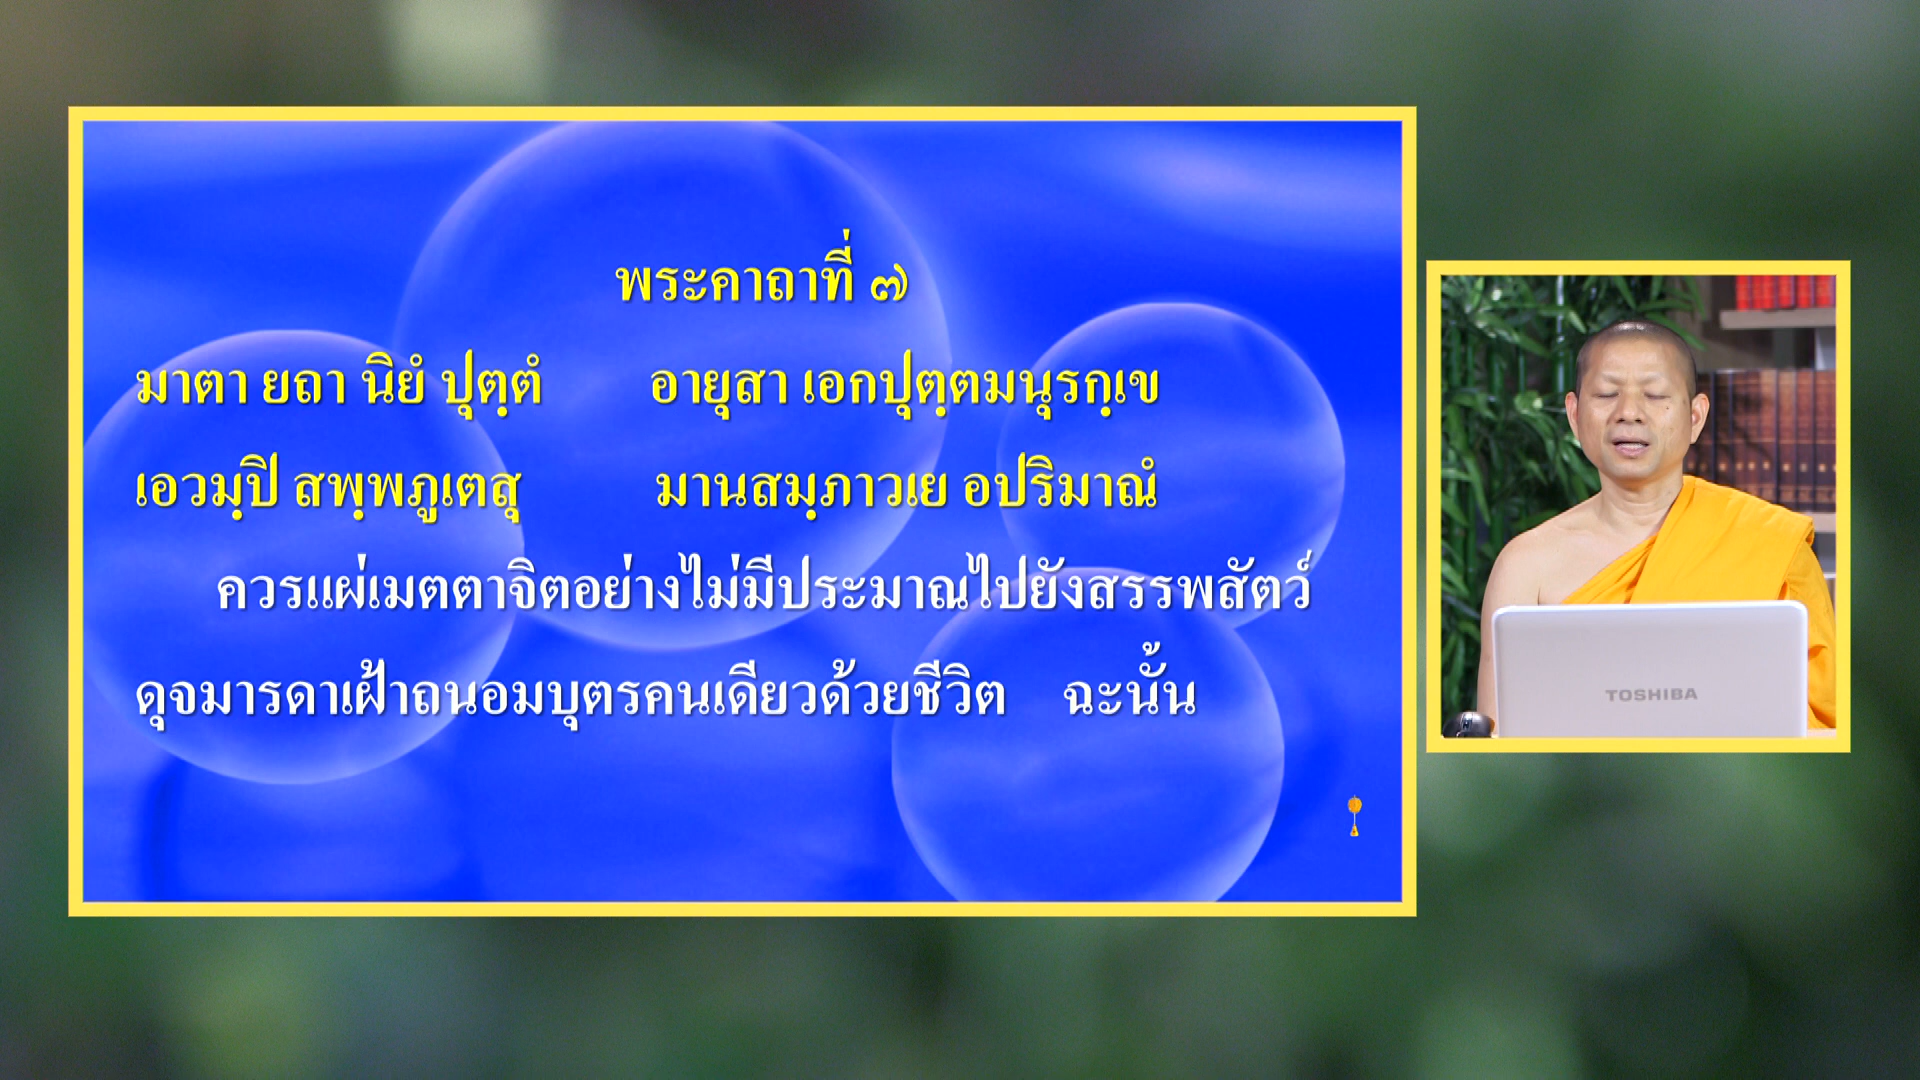 พระคาถาที่ ๗
มาตา ยถา นิยํ ปุตฺตํ อายุสา เอกปุตฺตมนุรกฺเข
เอวมฺปิ สพฺพภูเตสุ มานสมฺภาวเย อปริมาณํ
ควรแผ่เมตตาจิตอย่างไม่มีประมาณไปยังสรรพสัตว์
ดุจมารดาเฝ้าถนอมบุตรคนเดียวด้วยชีวิต ฉะนั้น
TOSHIBA